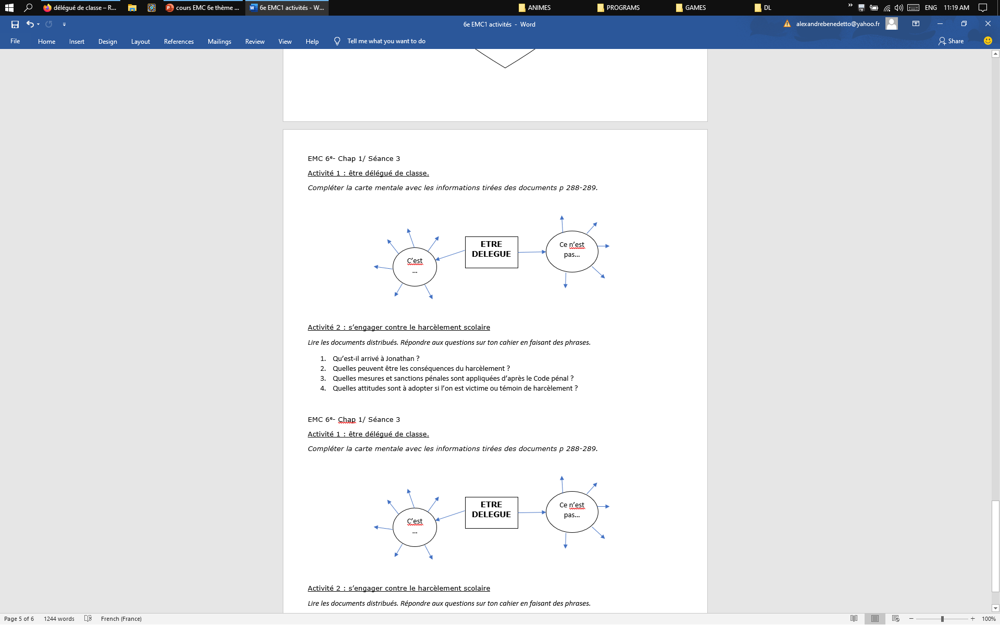 délégué de classe – R...
cours EMC 6e thème ...
6e EMC1 activités - W...
ANIMES
PROGRAMS
GAMES
DL
»
ENG
11:19 AM
6e EMC1 activités - Word
alexandrebenedetto@yahoo.fr
File
Home
Insert
Design
Layout
References
Mailings
Review
View
Help
Tell me what you want to do
Share
EMC 6e- Chap 1/ Séance 3
Activité 1 : être délégué de classe.
Compléter la carte mentale avec les informations tirées des documents p 288-289.
C’est
...
ETRE
DELEGUE
Ce n’est
pas...
Activité 2 : s’engager contre le harcèlement scolaire
Lire les documents distribués. Répondre aux questions sur ton cahier en faisant des phrases.
1. Qu’est-il arrivé à Jonathan ?
2. Quelles peuvent être les conséquences du harcèlement ?
3. Quelles mesures et sanctions pénales sont appliquées d’après le Code pénal ?
4. Quelles attitudes sont à adopter si l’on est victime ou témoin de harcèlement ?
EMC 6e- Chap 1/ Séance 3
Activité 1 : être délégué de classe.
Compléter la carte mentale avec les informations tirées des documents p 288-289.
C’est
...
ETRE
DELEGUE
Ce n’est
pas...
Activité 2 : s’engager contre le harcèlement scolaire
Lire les documents distribués. Répondre aux questions sur ton cahier en faisant des phrases.
Page 5 of 6
1244 words
French (France)
100%